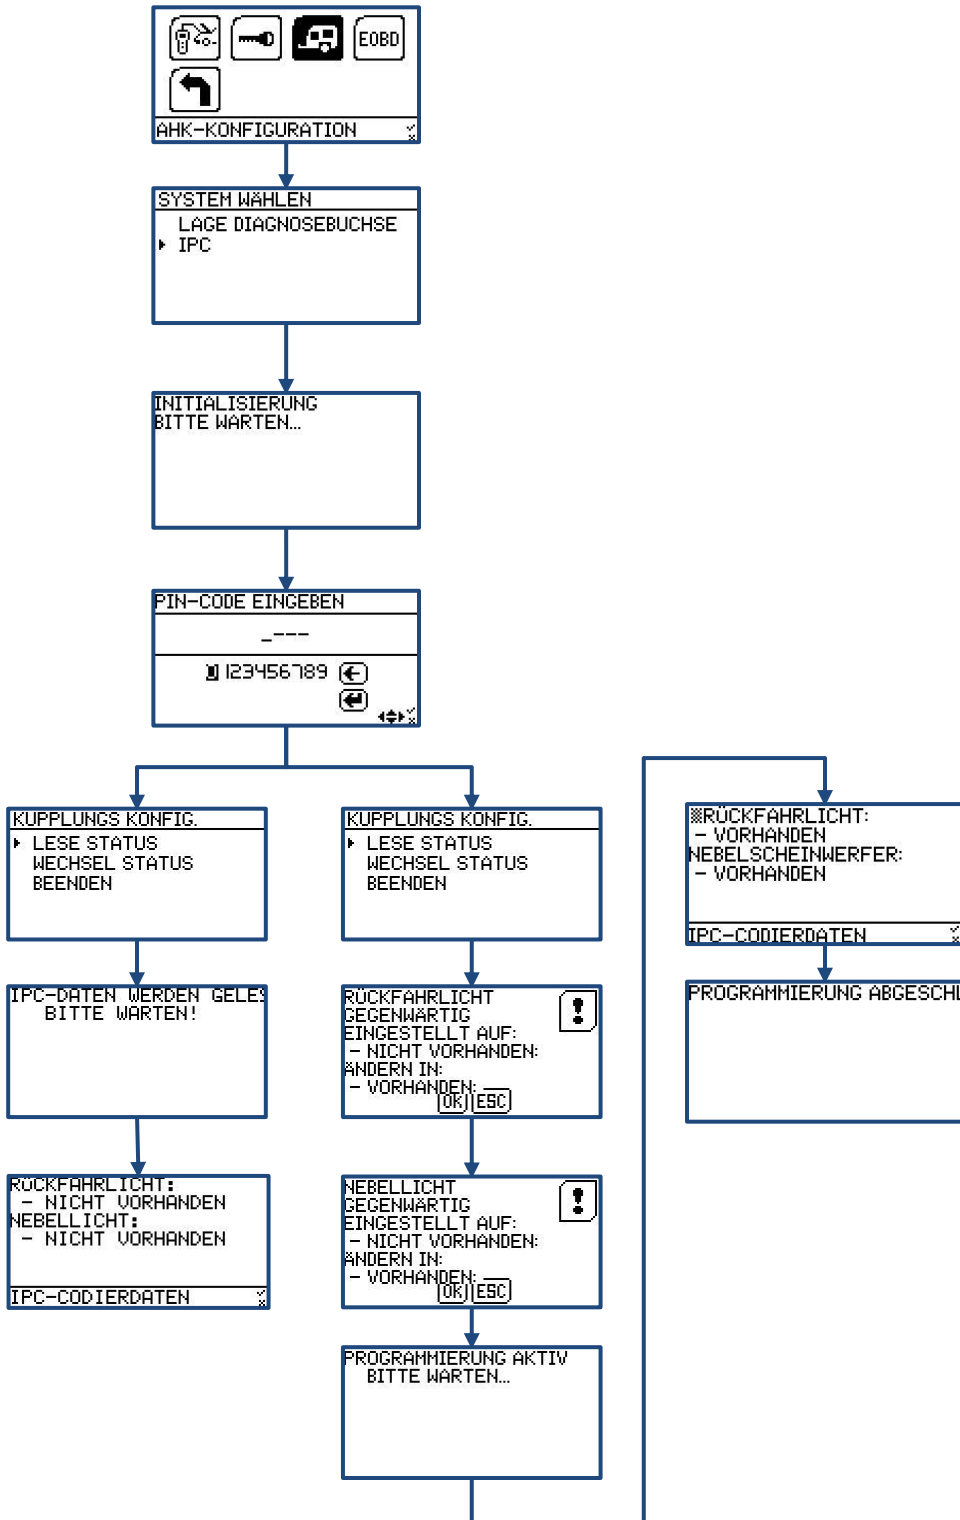 EOBD
AHK-KONFIGURATION
SYSTEM WÄHLEN
LAGE DIAGNOSEBUCHSE
IPC
INITIALISIERUNG
BITTE WARTEN...
PIN-CODE EINGEBEN
_---
0123456789
KUPPLUNGS KONFIG.
LESE STATUS
WECHSEL STATUS
BEENDEN
IPC-DATEN WERDEN GELES
BITTE WARTEN!
RÜCKFAHRLICHT:
- NICHT VORHANDEN
NEBELLICHT:
- NICHT VORHANDEN
IPC-CODIERDATEN
KUPPLUNGS KONFIG.
LESE STATUS
WECHSEL STATUS
BEENDEN
RÜCKFAHRLICHT
GEGENWÄRTIG
EINGESTELLT AUF:
- NICHT VORHANDEN:
ÄNDERN IN:
- VORHANDEN:
OK ESC
NEBELLICHT
GEGENWÄRTIG
EINGESTELLT AUF:
- NICHT VORHANDEN:
ÄNDERN IN:
- VORHANDEN:
OK ESC
PROGRAMMIERUNG AKTIV
BITTE WARTEN...
RÜCKFAHRLICHT:
- VORHANDEN
NEBELSCHEINWERFER:
- VORHANDEN
IPC-CODIERDATEN
PROGRAMMIERUNG ABGESCHL